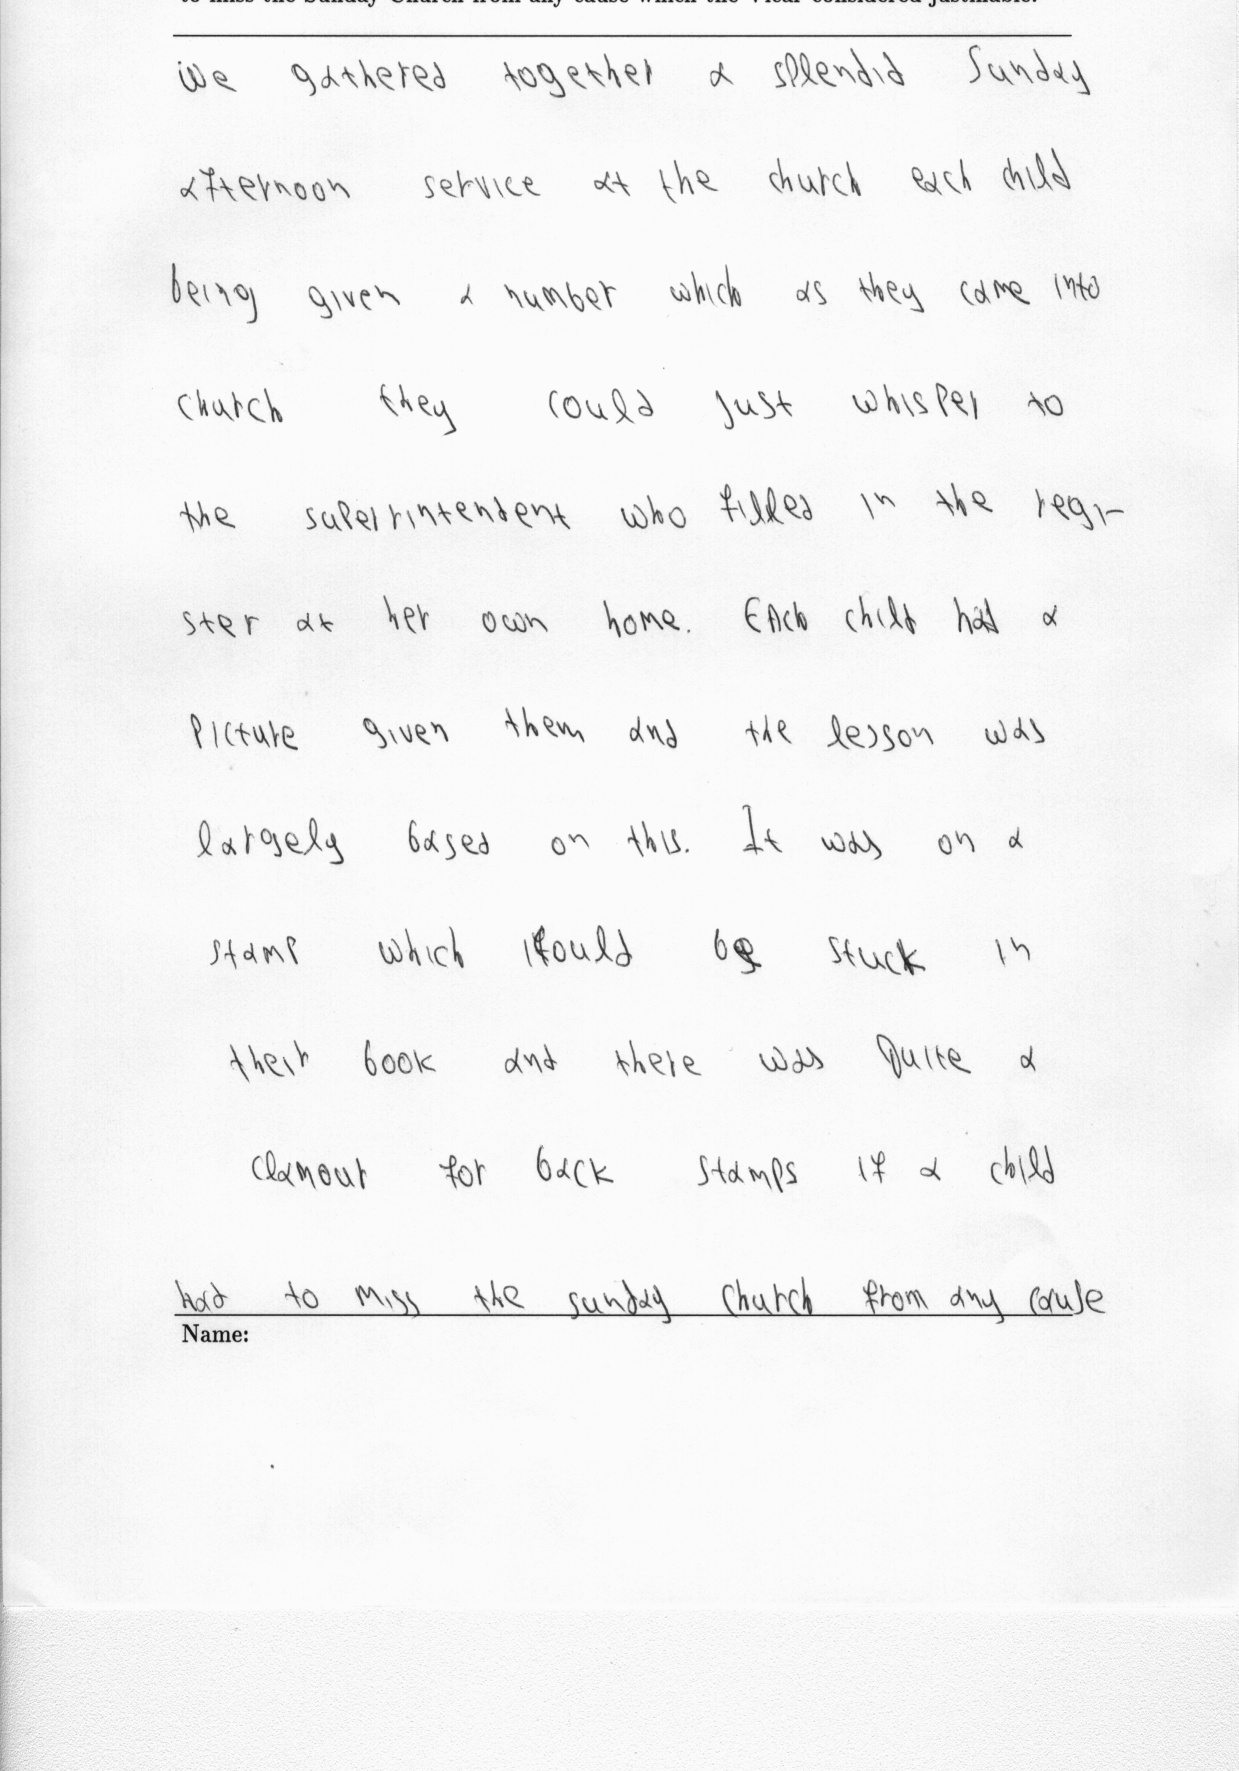 to miss the Sunday Church from any cause which the Vicar considered justifiable.
We gathered together a splendid Sunday
afternoon service at the church each child
being given a number which as they came into
church they could just whisper to
the superrintendent who filled in the regi-
ster at her own home. Each child had a
picture given them and the lesson was
largely based on this. It was on a
stamp which could be stuck in
their book and there was quite a
clamour for back stamps if a child
had to miss the sunday church from any cause
Name: